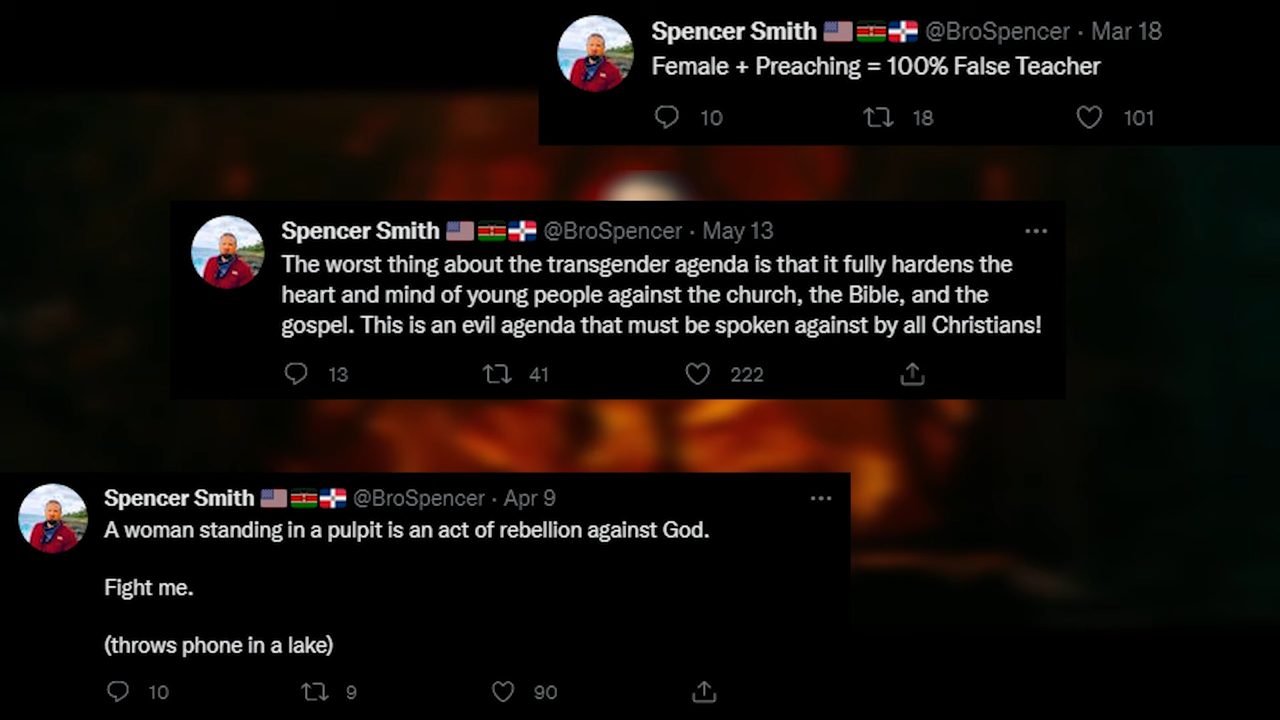 Spencer Smith 🇺🇸🇰🇪🇩🇴 @BroSpencer · Mar 18
Female + Preaching = 100% False Teacher
10 18 101
Spencer Smith 🇺🇸🇰🇪🇩🇴 @BroSpencer · May 13
The worst thing about the transgender agenda is that it fully hardens the
heart and mind of young people against the church, the Bible, and the
gospel. This is an evil agenda that must be spoken against by all Christians!
13 41 222
Spencer Smith 🇺🇸🇰🇪🇩🇴 @BroSpencer · Apr 9
A woman standing in a pulpit is an act of rebellion against God.
Fight me.
(throws phone in a lake)
10 9 90